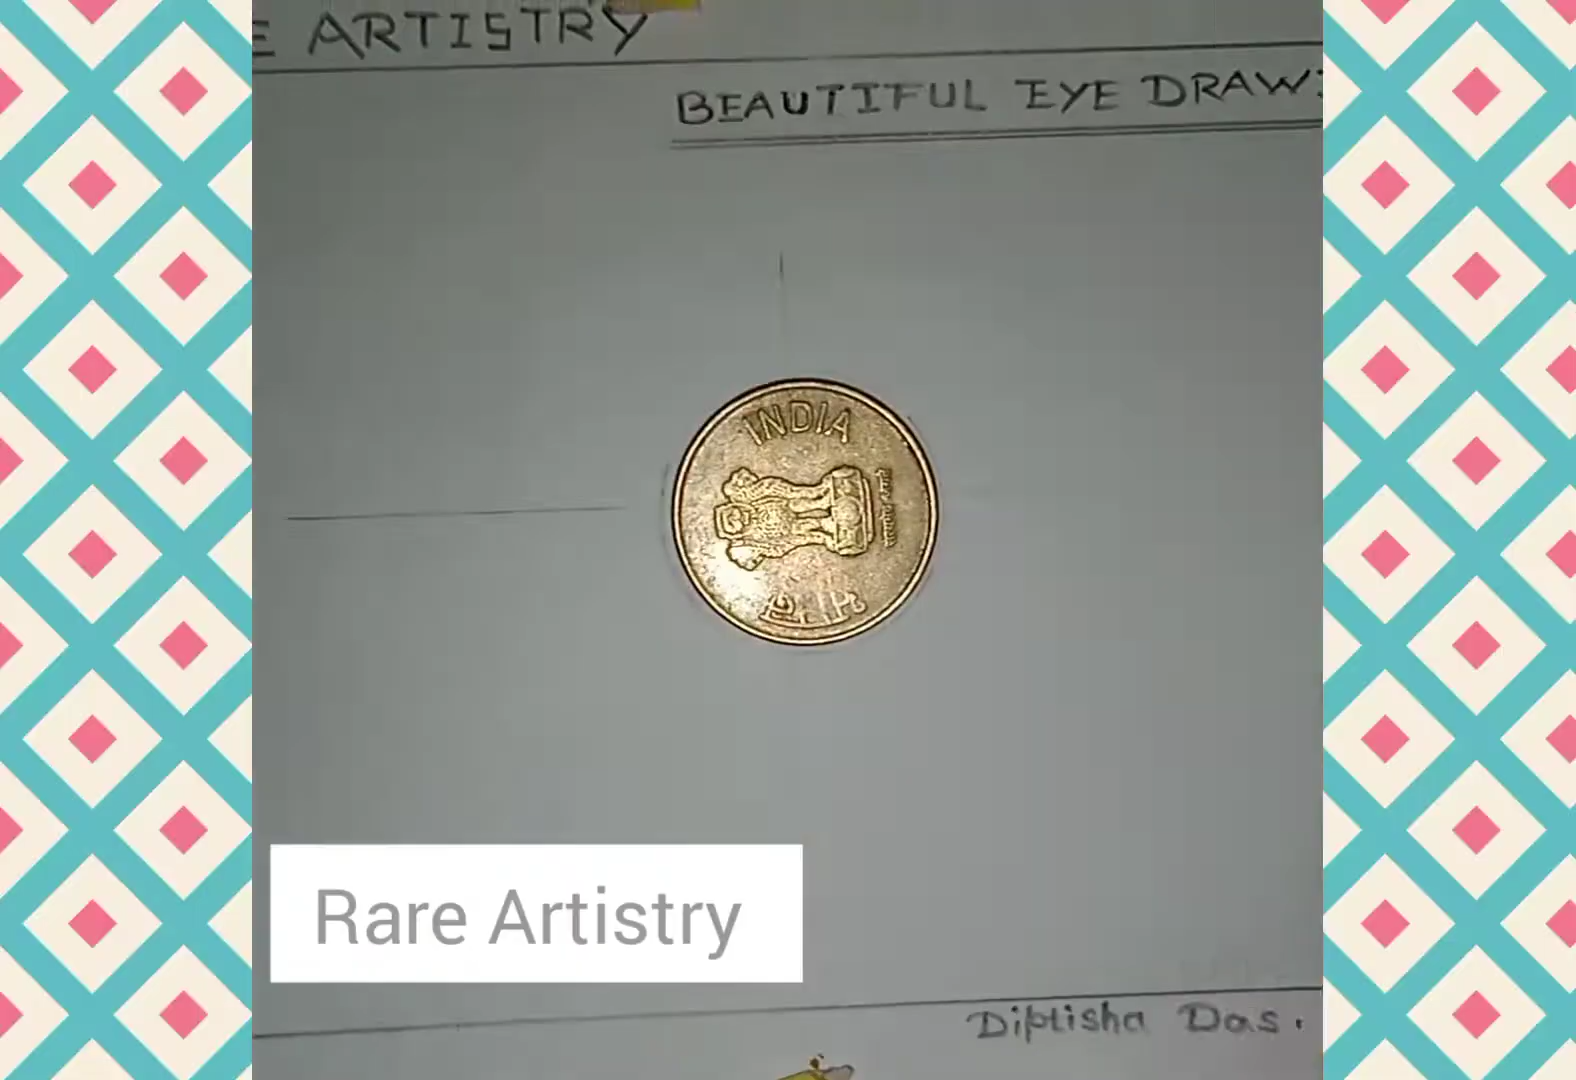 E ARTISTRY
BEAUTIFUL EYE DRAW
INDIA
Rare Artistry
Diptisha Das.